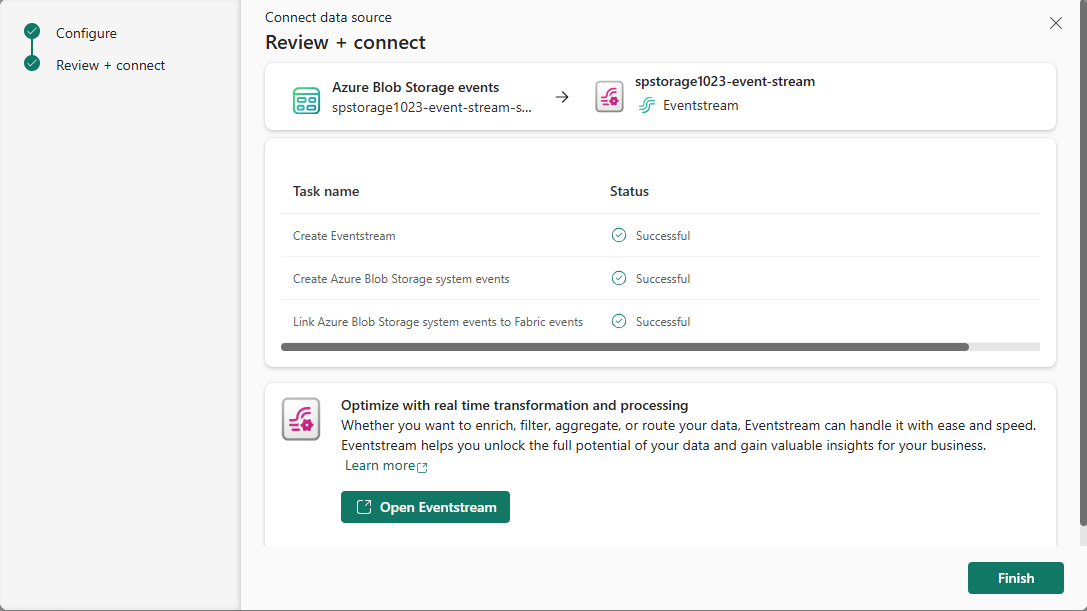 Configure
Review + connect
Connect data source
Review + connect
Azure Blob Storage events
spstorage1023-event-stream-s...
spstorage1023-event-stream
Eventstream
Task name Status
Create Eventstream Successful
Create Azure Blob Storage system events Successful
Link Azure Blob Storage system events to Fabric events Successful
Optimize with real time transformation and processing
Whether you want to enrich, filter, aggregate, or route your data, Eventstream can handle it with ease and speed.
Eventstream helps you unlock the full potential of your data and gain valuable insights for your business.
Learn more
Open Eventstream
Finish